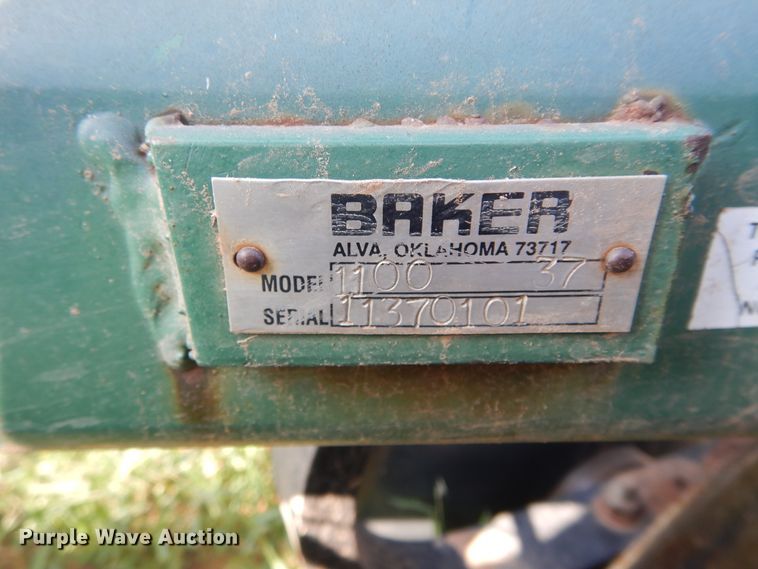 BAKER
ALVA, OKLAHOMA 73717
MODEL 1100 37
SERIAL 11370101
Purple Wave Auction